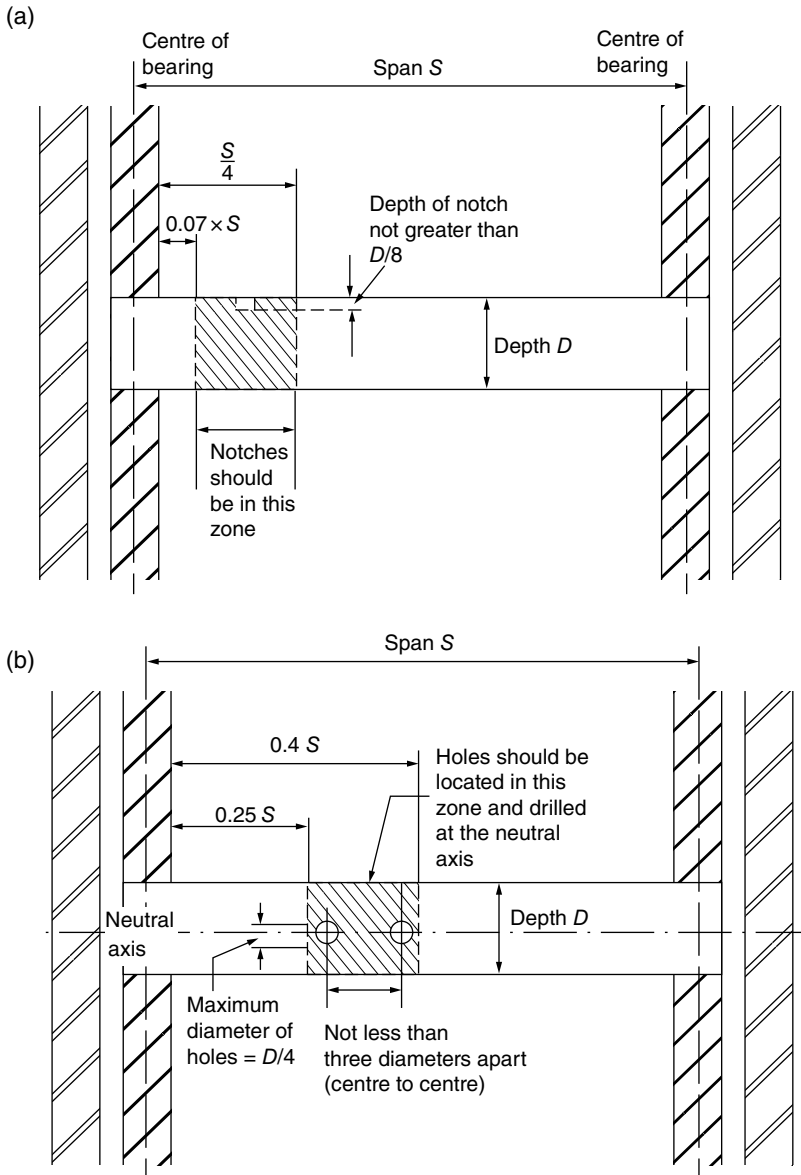 (a)
Centre of
bearing
Span S
Centre of
bearing
S
4
0.07 × S
Depth of notch
not greater than
D/8
Depth D
Notches
should
be in this
zone
(b)
Span S
0.4 S
Holes should be
located in this
zone and drilled
at the neutral
axis
0.25 S
Neutral
axis
Depth D
Maximum
diameter of
holes = D/4
Not less than
three diameters apart
(centre to centre)